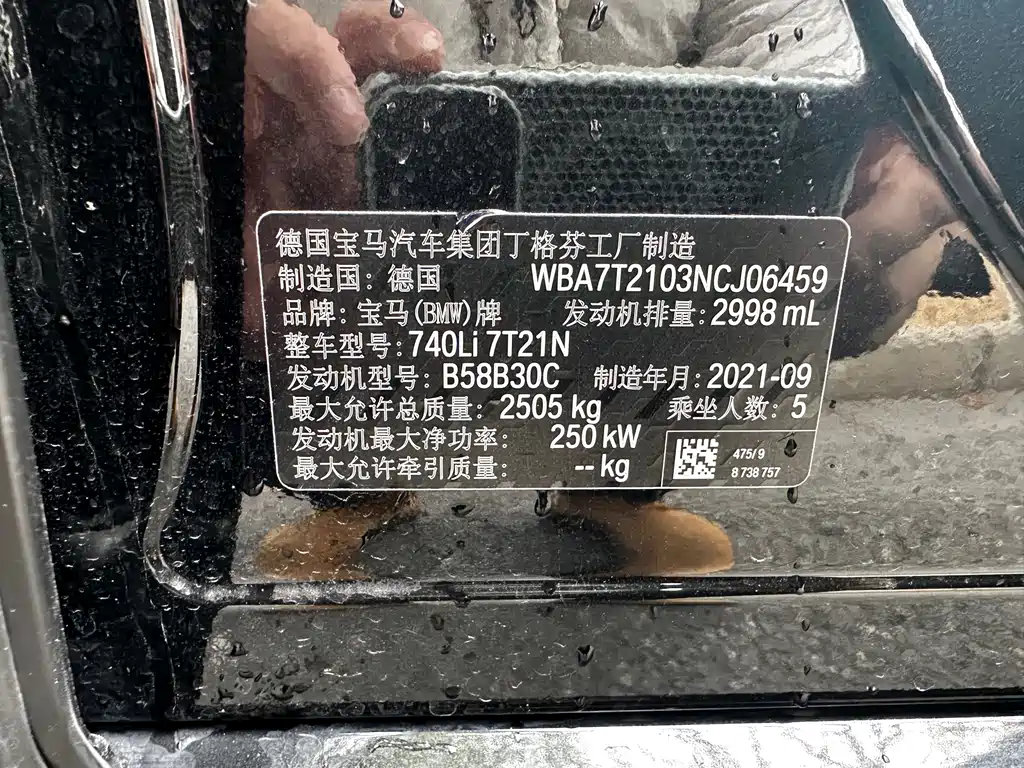 德国宝马汽车集团丁格芬工厂制造
制造国：德国 WBA7T2103NCJ06459
品牌：宝马(BMW)牌 发动机排量：2998 mL
整车型号：740Li 7T21N
发动机型号：B58B30C 制造年月：2021-09
最大允许总质量：2505 kg 乘坐人数：5
发动机最大净功率： 250 kW
最大允许牵引质量： -- kg
475/9
8 738 757